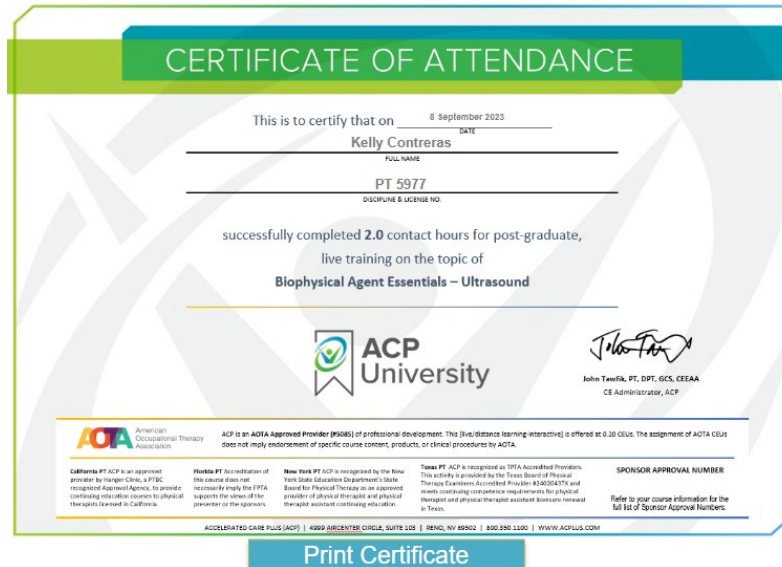 CERTIFICATE OF ATTENDANCE
This is to certify that on 8 September 2023
DATE
Kelly Contreras
FULL NAME
PT 5977
DISCIPLINE & LICENSE NO.
successfully completed 2.0 contact hours for post-graduate,
live training on the topic of
Biophysical Agent Essentials – Ultrasound
ACP
University
John Tawfik, PT, DPT, GCS, CEEAA
CE Administrator, ACP
AOTA
American
Occupational Therapy
Association
ACP is an AOTA Approved Provider (#5085) of professional development. This (live/distance learning-interactive) is offered at 0.20 CEUs. The assignment of AOTA CEUs
does not imply endorsement of specific course content, products, or clinical procedures by AOTA.
California PT ACP is an approved
provider by Hanger Clinic, a PTBC
recognized Approval Agency, to provide
continuing education courses to physical
therapists licensed in California.
Florida PT Accreditation of
this course does not
necessarily imply the FPTA
supports the views of the
presenter or the sponsors.
New York PT ACP is recognized by the New
York State Education Department's State
Board for Physical Therapy as an approved
provider of physical therapist and physical
therapist assistant continuing education.
Texas PT ACP is recognized as TPTA Accredited Providers.
This activity is provided by the Texas Board of Physical
Therapy Examiners Accredited Provider #2402043TX and
meets continuing competence requirements for physical
therapist and physical therapist assistant licensure renewal
in Texas.
SPONSOR APPROVAL NUMBER
Refer to your course information for the
full list of Sponsor Approval Numbers.
ACCELERATED CARE PLUS (ACP) | 4999 AIRCENTER CIRCLE, SUITE 103 | RENO, NV 89502 | 800.350.1100 | WWW.ACPLUS.COM
Print Certificate